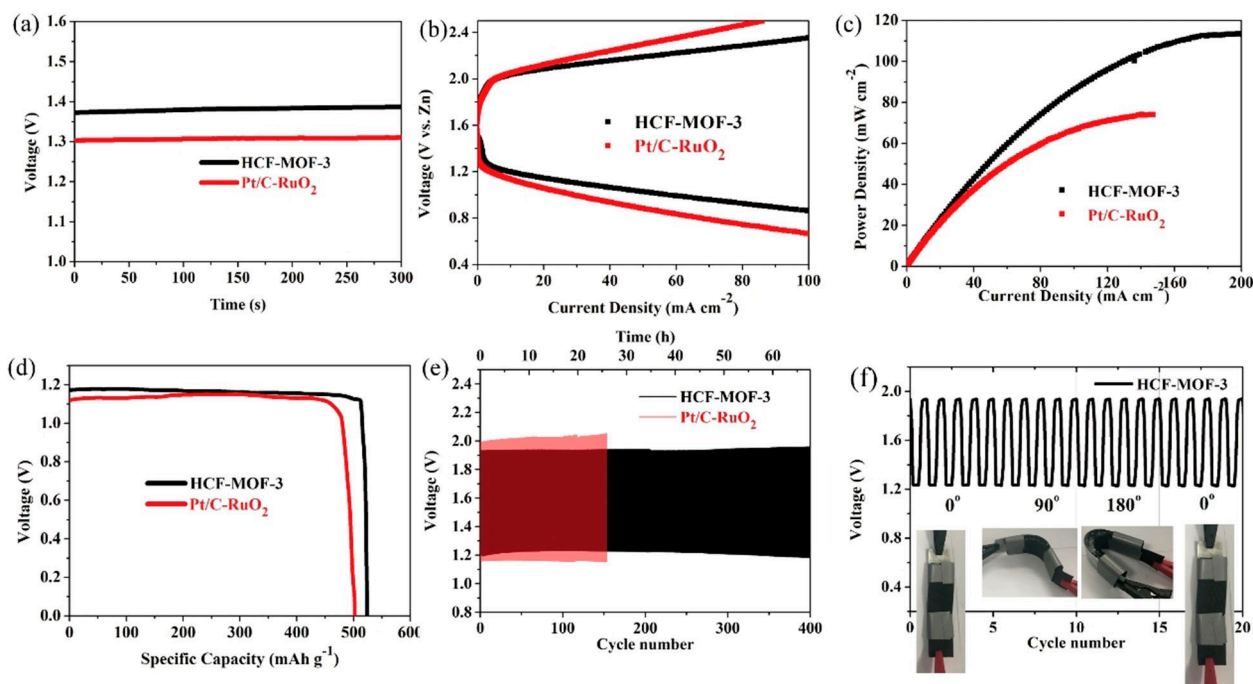 (a)
1.6
1.5
1.4
1.3
1.2
1.1
1.0
Voltage (V)
HCF-MOF-3
Pt/C-RuO₂
0 50 100 150 200 250 300
Time (s)
(b)
2.4
2.0
1.6
1.2
0.8
0.4
Voltage (V vs. Zn)
HCF-MOF-3
Pt/C-RuO₂
0 20 40 60 80 100
Current Density (mA cm⁻²)
(c)
120
100
80
60
40
20
0
Power Density (mW cm⁻²)
HCF-MOF-3
Pt/C-RuO₂
0 40 80 120 160 200
Current Density (mA cm⁻²)
(d)
1.2
1.0
0.8
0.6
0.4
0.2
0.0
Voltage (V)
HCF-MOF-3
Pt/C-RuO₂
0 100 200 300 400 500 600
Specific Capacity (mAh g⁻¹)
(e)
Time (h)
0 10 20 30 40 50 60
2.4
2.2
2.0
1.8
1.6
1.4
1.2
1.0
0.8
Voltage (V)
HCF-MOF-3
Pt/C-RuO₂
0 100 200 300 400
Cycle number
(f)
2.4
2.0
1.6
1.2
0.8
0.4
Voltage (V)
HCF-MOF-3
0° 90° 180° 0°
0 5 10 15 20
Cycle number